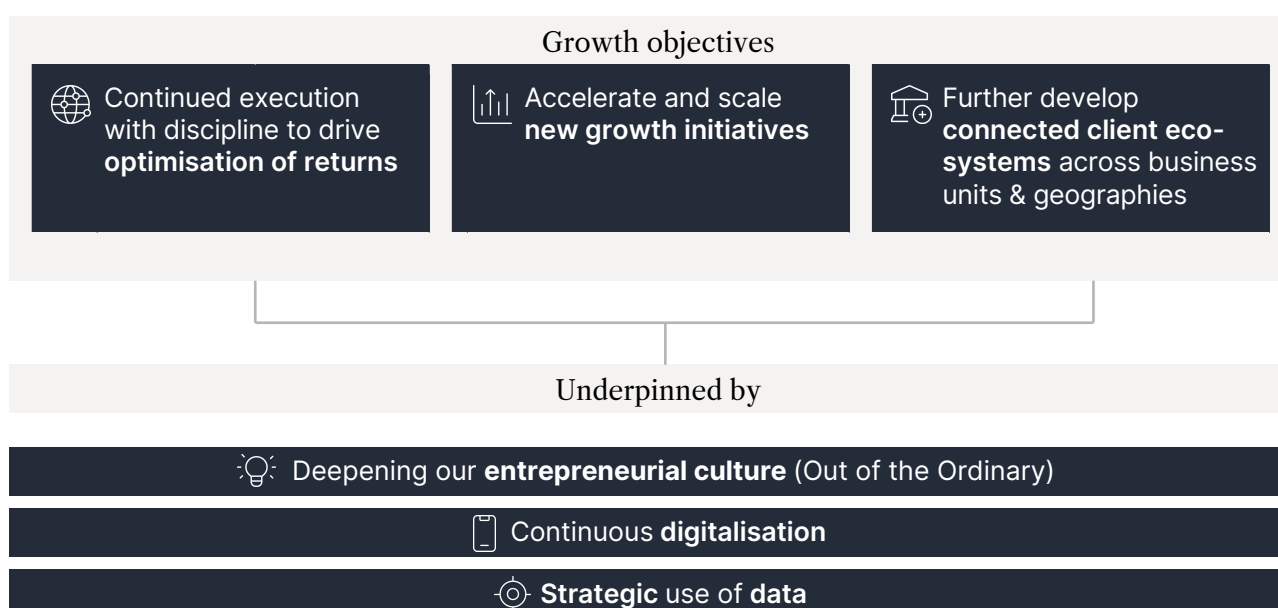 Growth objectives
Continued execution
with discipline to drive
optimisation of returns
Accelerate and scale
new growth initiatives
Further develop
connected client eco-
systems across business
units & geographies
Underpinned by
Deepening our entrepreneurial culture (Out of the Ordinary)
Continuous digitalisation
Strategic use of data